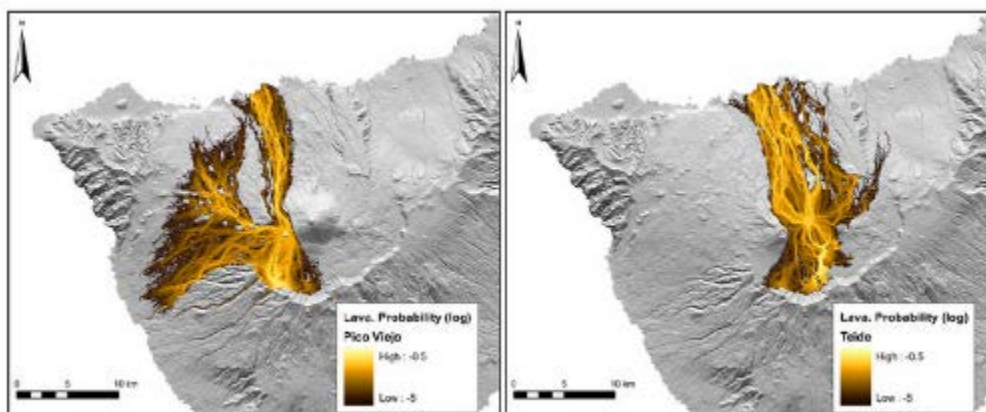 N
Lava. Probability (log)
Pico Viejo
High : -0.5
Low : -5
0 5 10 km
N
Lava. Probability (log)
Teide
High : -0.5
Low : -5
0 5 10 km